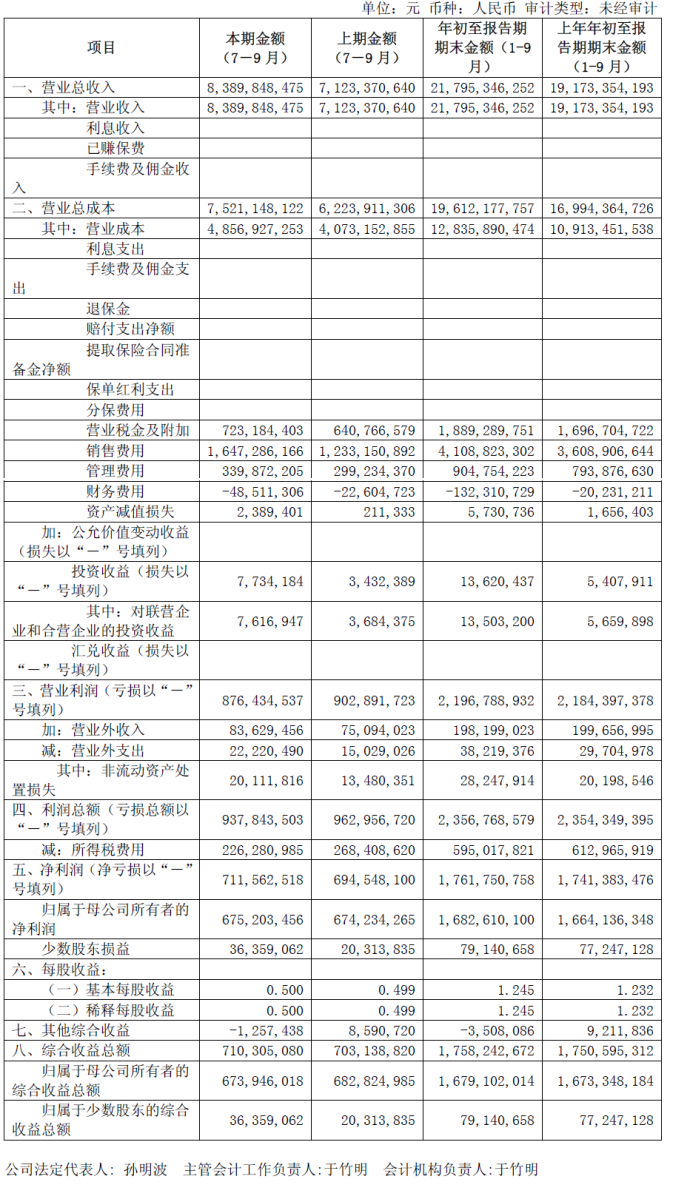 单位：元 币种：人民币 审计类型：未经审计
项目 本期金额（7－9月） 上期金额（7－9月） 年初至报告期期末金额（1-9月） 上年年初至报告期期末金额（1-9月）
一、营业总收入 8,389,848,475 7,123,370,640 21,795,346,252 19,173,354,193
其中：营业收入 8,389,848,475 7,123,370,640 21,795,346,252 19,173,354,193
利息收入
已赚保费
手续费及佣金收入
二、营业总成本 7,521,148,122 6,223,911,306 19,612,177,757 16,994,364,726
其中：营业成本 4,856,927,253 4,073,152,855 12,835,890,474 10,913,451,538
利息支出
手续费及佣金支出
退保金
赔付支出净额
提取保险合同准备金净额
保单红利支出
分保费用
营业税金及附加 723,184,403 640,766,579 1,889,289,751 1,696,704,722
销售费用 1,647,286,166 1,233,150,892 4,108,823,302 3,608,906,644
管理费用 339,872,205 299,234,370 904,754,223 793,876,630
财务费用 -48,511,306 -22,604,723 -132,310,729 -20,231,211
资产减值损失 2,389,401 211,333 5,730,736 1,656,403
加：公允价值变动收益（损失以“－”号填列）
投资收益（损失以“－”号填列） 7,734,184 3,432,389 13,620,437 5,407,911
其中：对联营企业和合营企业的投资收益 7,616,947 3,684,375 13,503,200 5,659,898
汇兑收益（损失以“－”号填列）
三、营业利润（亏损以“－”号填列） 876,434,537 902,891,723 2,196,788,932 2,184,397,378
加：营业外收入 83,629,456 75,094,023 198,199,023 199,656,995
减：营业外支出 22,220,490 15,029,026 38,219,376 29,704,978
其中：非流动资产处置损失 20,111,816 13,480,351 28,247,914 20,198,546
四、利润总额（亏损总额以“－”号填列） 937,843,503 962,956,720 2,356,768,579 2,354,349,395
减：所得税费用 226,280,985 268,408,620 595,017,821 612,965,919
五、净利润（净亏损以“－”号填列） 711,562,518 694,548,100 1,761,750,758 1,741,383,476
归属于母公司所有者的净利润 675,203,456 674,234,265 1,682,610,100 1,664,136,348
少数股东损益 36,359,062 20,313,835 79,140,658 77,247,128
六、每股收益：
（一）基本每股收益 0.500 0.499 1.245 1.232
（二）稀释每股收益 0.500 0.499 1.245 1.232
七、其他综合收益 -1,257,438 8,590,720 -3,508,086 9,211,836
八、综合收益总额 710,305,080 703,138,820 1,758,242,672 1,750,595,312
归属于母公司所有者的综合收益总额 673,946,018 682,824,985 1,679,102,014 1,673,348,184
归属于少数股东的综合收益总额 36,359,062 20,313,835 79,140,658 77,247,128
公司法定代表人：孙明波 主管会计工作负责人:于竹明 会计机构负责人:于竹明